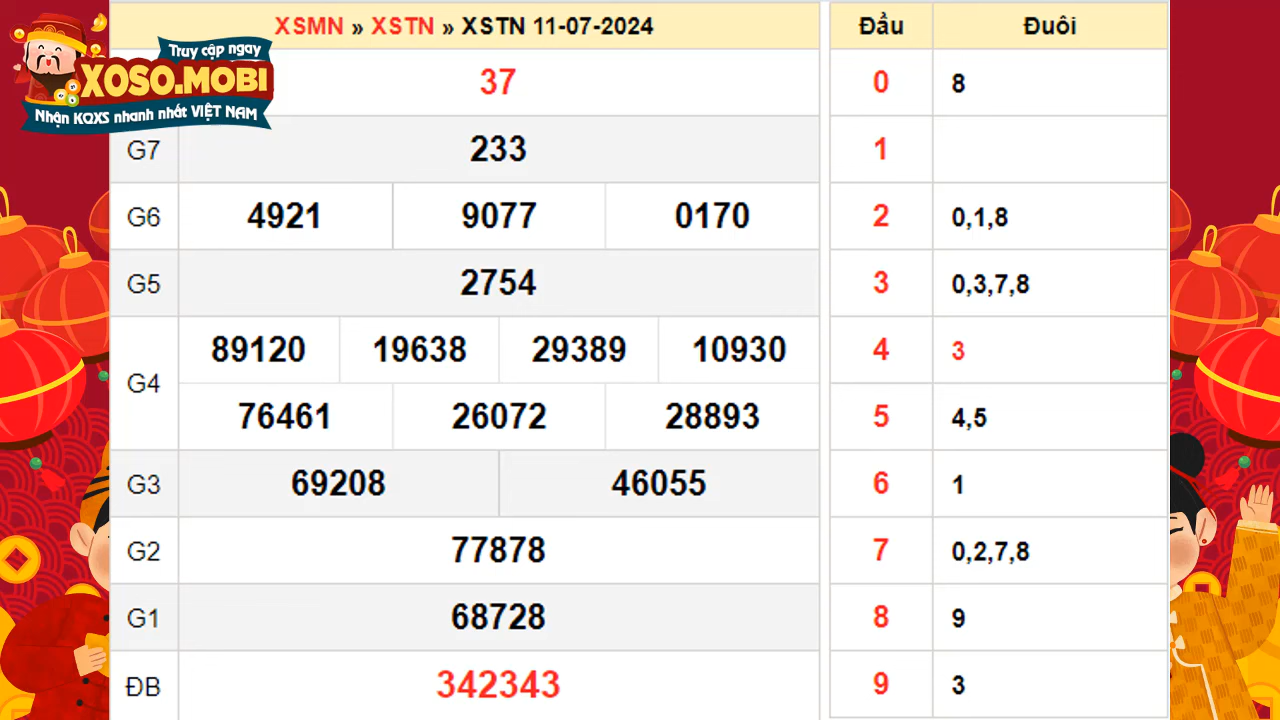 XSMN » XSTN » XSTN 11-07-2024
Đầu Đuôi
Truy cập ngay
XOSO.MOBI
Nhận KQXS nhanh nhất VIỆT NAM
37
0 8
G7 233
1
G6 4921 9077 0170
2 0,1,8
G5 2754
3 0,3,7,8
G4 89120 19638 29389 10930
4 3
76461 26072 28893
5 4,5
G3 69208 46055
6 1
G2 77878
7 0,2,7,8
G1 68728
8 9
ĐB 342343
9 3